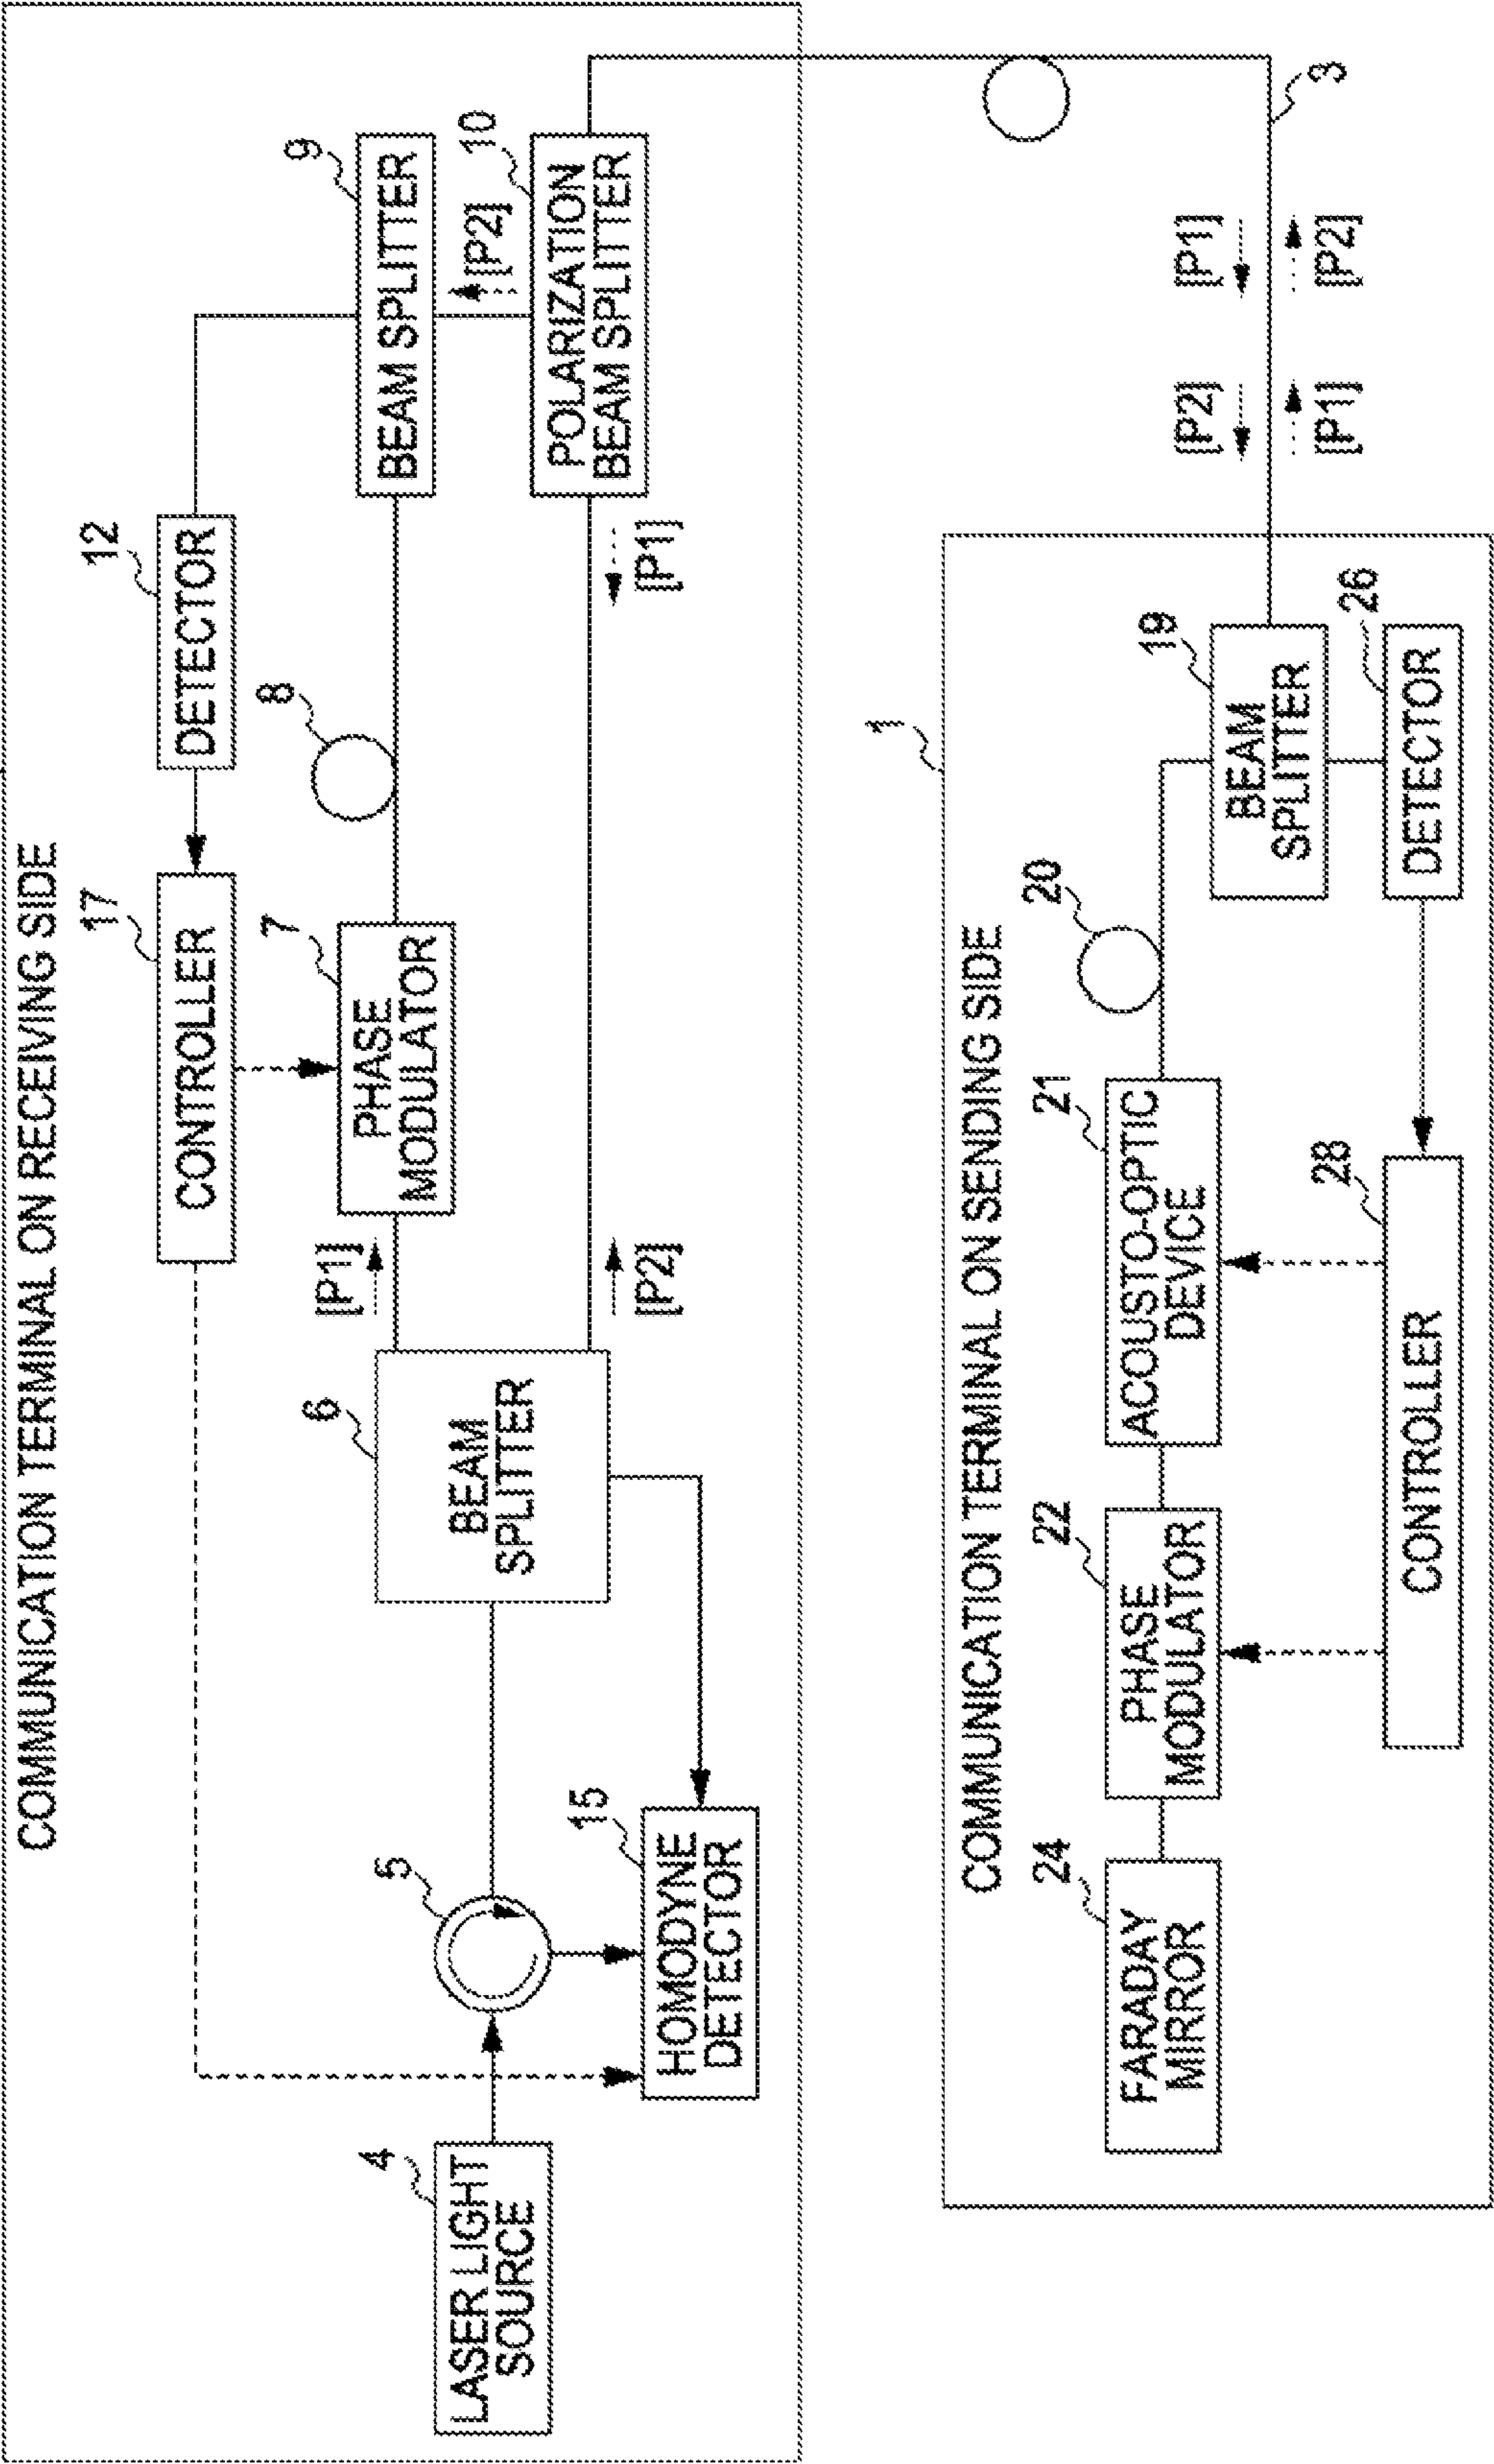 COMMUNICATION TERMINAL ON RECEIVING SIDE
12
DETECTOR
17
CONTROLLER
9
BEAM SPLITTER
8
7
PHASE
MODULATOR
[P1]
[P2]
10
POLARIZATION
BEAM SPLITTER
[P1]
[P2]
6
BEAM
SPLITTER
5
4
LASER LIGHT
SOURCE
15
HOMODYNE
DETECTOR
3
[P2]
[P1]
[P1]
[P2]
1
COMMUNICATION TERMINAL ON SENDING SIDE
24
FARADAY
MIRROR
22
PHASE
MODULATOR
21
ACOUSTO-OPTIC
DEVICE
20
19
BEAM
SPLITTER
28
CONTROLLER
26
DETECTOR